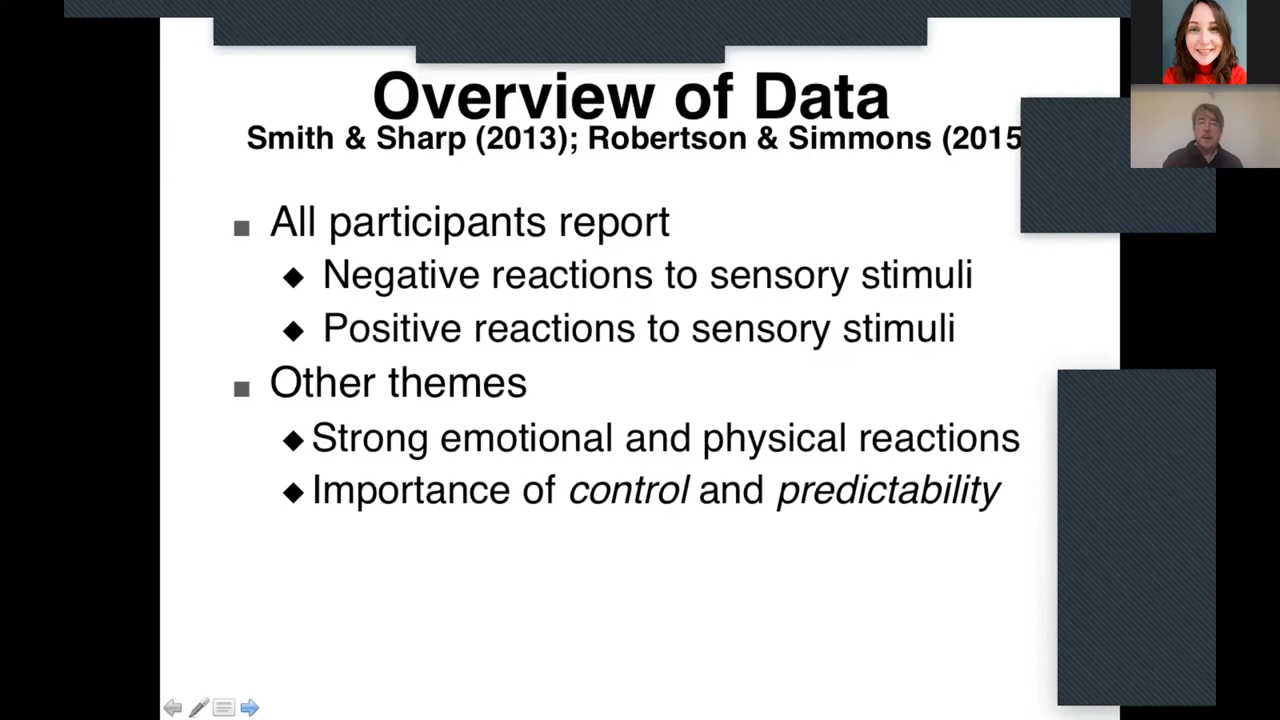 Overview of Data
Smith & Sharp (2013); Robertson & Simmons (2015
All participants report
Negative reactions to sensory stimuli
Positive reactions to sensory stimuli
Other themes
Strong emotional and physical reactions
Importance of control and predictability